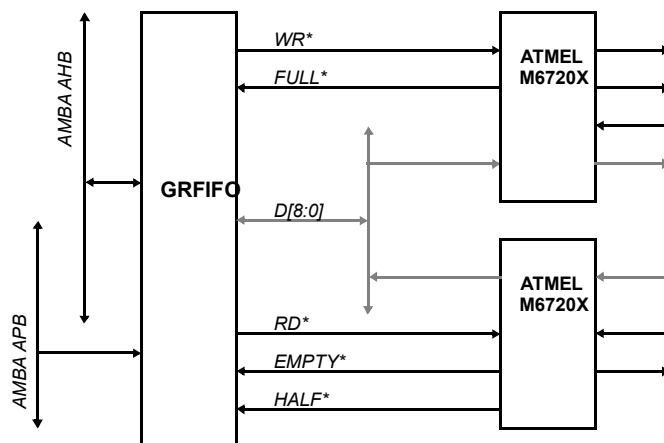 WR*
ATMEL
M6720X
FULL*
AMBA AHB
GRFIFO
D[8:0]
ATMEL
M6720X
RD*
AMBA APB
EMPTY*
HALF*